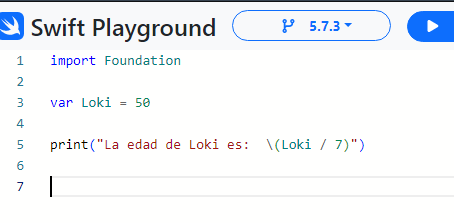 Swift Playground 5.7.3
1 import Foundation
2
3 var Loki = 50
4
5 print("La edad de Loki es:  \(Loki / 7)")
6
7